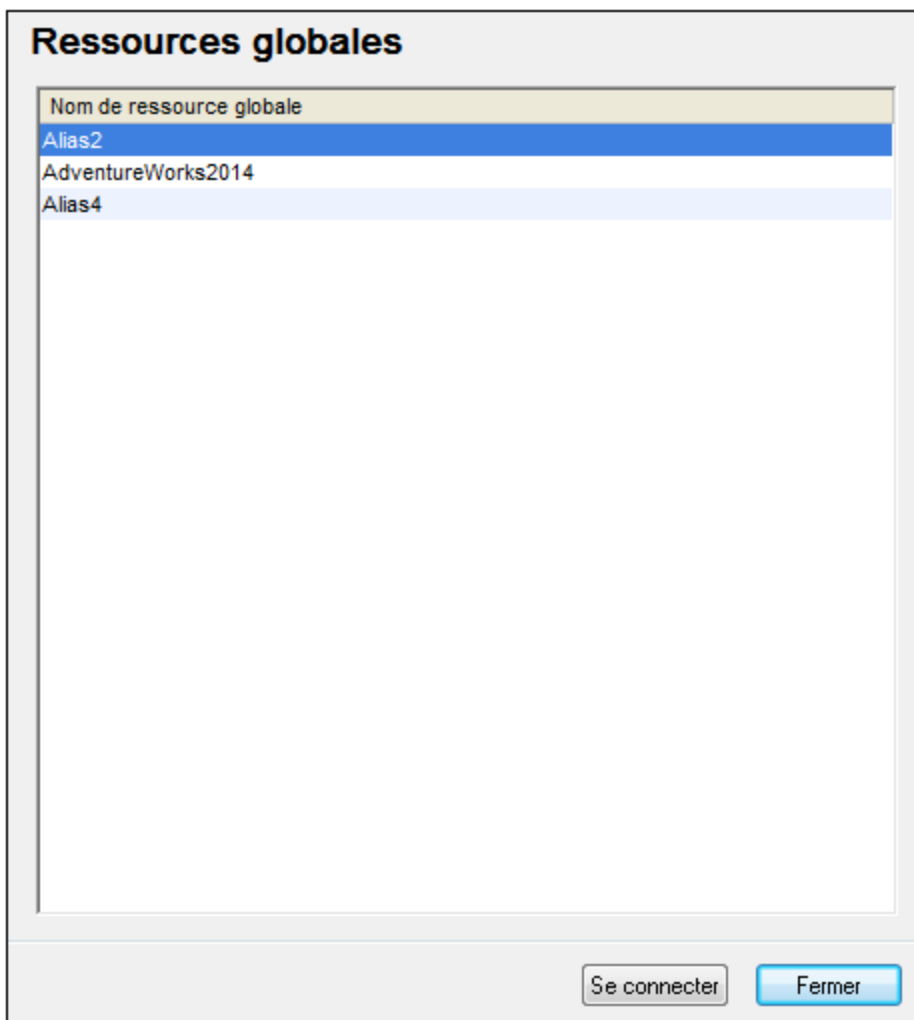 Ressources globales
Nom de ressource globale
Alias2
AdventureWorks2014
Alias4
Se connecter
Fermer